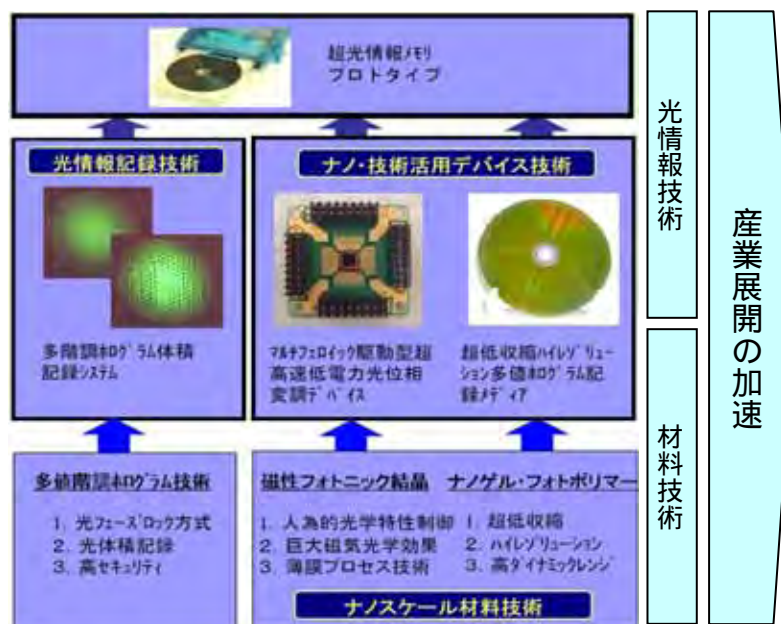 超光情報ﾒﾓﾘ
プロトタイプ
光情報記録技術
ナノ・技術活用デバイス技術
多階調ﾎﾛｸﾞﾗﾑ体積
記録システム
ﾏﾙﾁﾌｪﾛｲｯｸ駆動型超
高速低電力光位相
変調ﾃﾞﾊﾞｲｽ
超低収縮ﾊｲﾚｿﾞﾘｭｰ
ｼｮﾝ多値ﾎﾛｸﾞﾗﾑ記
録ﾒﾃﾞｨｱ
多値階調ﾎﾛｸﾞﾗﾑ技術
1. 光ﾌｪｰｽﾞﾛｯｸ方式
2. 光体積記録
3. 高セキュリティ
磁性フォトニック結晶
1. 人為的光学特性制御
2. 巨大磁気光学効果
3. 薄膜プロセス技術
ナノゲル・フォトポリマー
1. 超低収縮
2. ﾊｲﾚｿﾞﾘｭｰｼｮﾝ
3. 高ﾀﾞｲﾅﾐｯｸﾚﾝｼﾞ
ナノスケール材料技術
光情報技術
材料技術
産業展開の加速